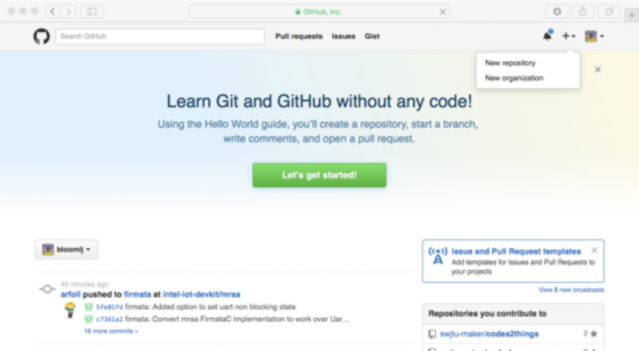 GitHub, Inc.
Search GitHub
Pull requests Issues Gist
New repository
New organization
Learn Git and GitHub without any code!
Using the Hello World guide, you'll create a repository, start a branch,
write comments, and open a pull request.
Let's get started!
bloomlj
40 minutes ago
arfoll pushed to firmata at intel-iot-devkit/mraa
5fe81fd firmata: Added option to set uart non blocking state
c7361a2 firmata: Convert mraa FirmataC implementation to work over Uar...
16 more commits »
Issue and Pull Request templates
Add templates for Issues and Pull Requests to
your projects
View 5 new broadcasts
Repositories you contribute to
swjtu-maker/codes2things 2